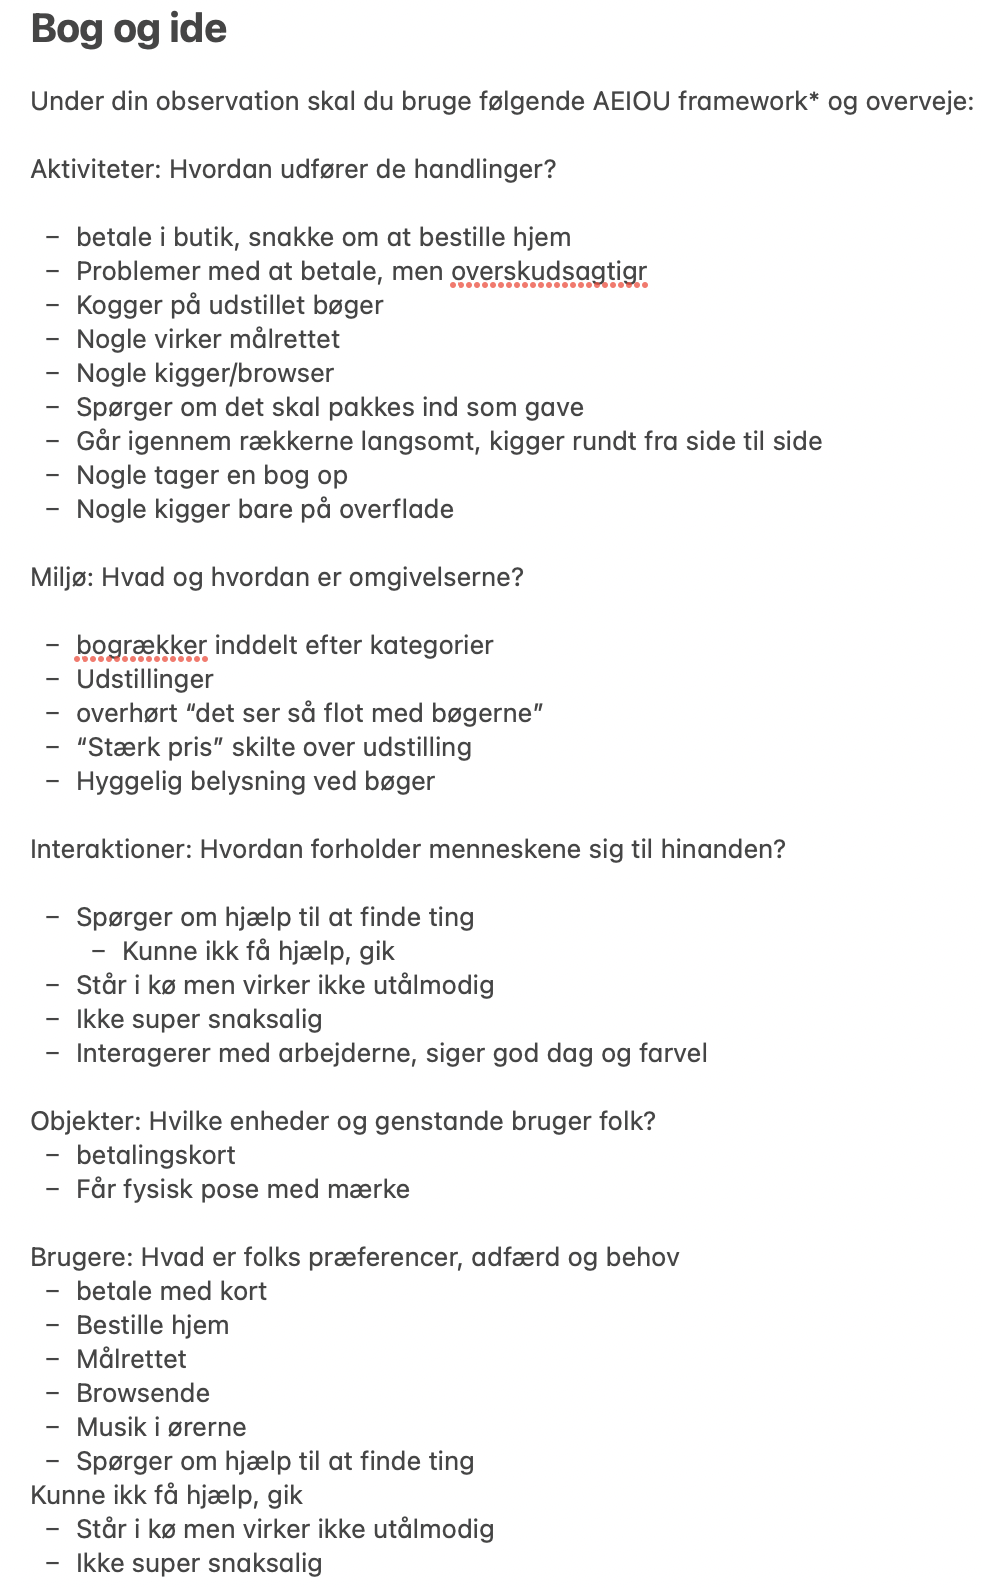 Bog og ide
Under din observation skal du bruge følgende AEIOU framework* og overveje:
Aktiviteter: Hvordan udfører de handlinger?
– betale i butik, snakke om at bestille hjem
– Problemer med at betale, men overskudsagtigr
– Kogger på udstillet bøger
– Nogle virker målrettet
– Nogle kigger/browser
– Spørger om det skal pakkes ind som gave
– Går igennem rækkerne langsomt, kigger rundt fra side til side
– Nogle tager en bog op
– Nogle kigger bare på overflade
Miljø: Hvad og hvordan er omgivelserne?
– bogrækker inddelt efter kategorier
– Udstillinger
– overhørt “det ser så flot med bøgerne”
– “Stærk pris” skilte over udstilling
– Hyggelig belysning ved bøger
Interaktioner: Hvordan forholder menneskene sig til hinanden?
– Spørger om hjælp til at finde ting
– Kunne ikk få hjælp, gik
– Står i kø men virker ikke utålmodig
– Ikke super snaksalig
– Interagerer med arbejderne, siger god dag og farvel
Objekter: Hvilke enheder og genstande bruger folk?
– betalingskort
– Får fysisk pose med mærke
Brugere: Hvad er folks præferencer, adfærd og behov
– betale med kort
– Bestille hjem
– Målrettet
– Browsende
– Musik i ørerne
– Spørger om hjælp til at finde ting
Kunne ikk få hjælp, gik
– Står i kø men virker ikke utålmodig
– Ikke super snaksalig